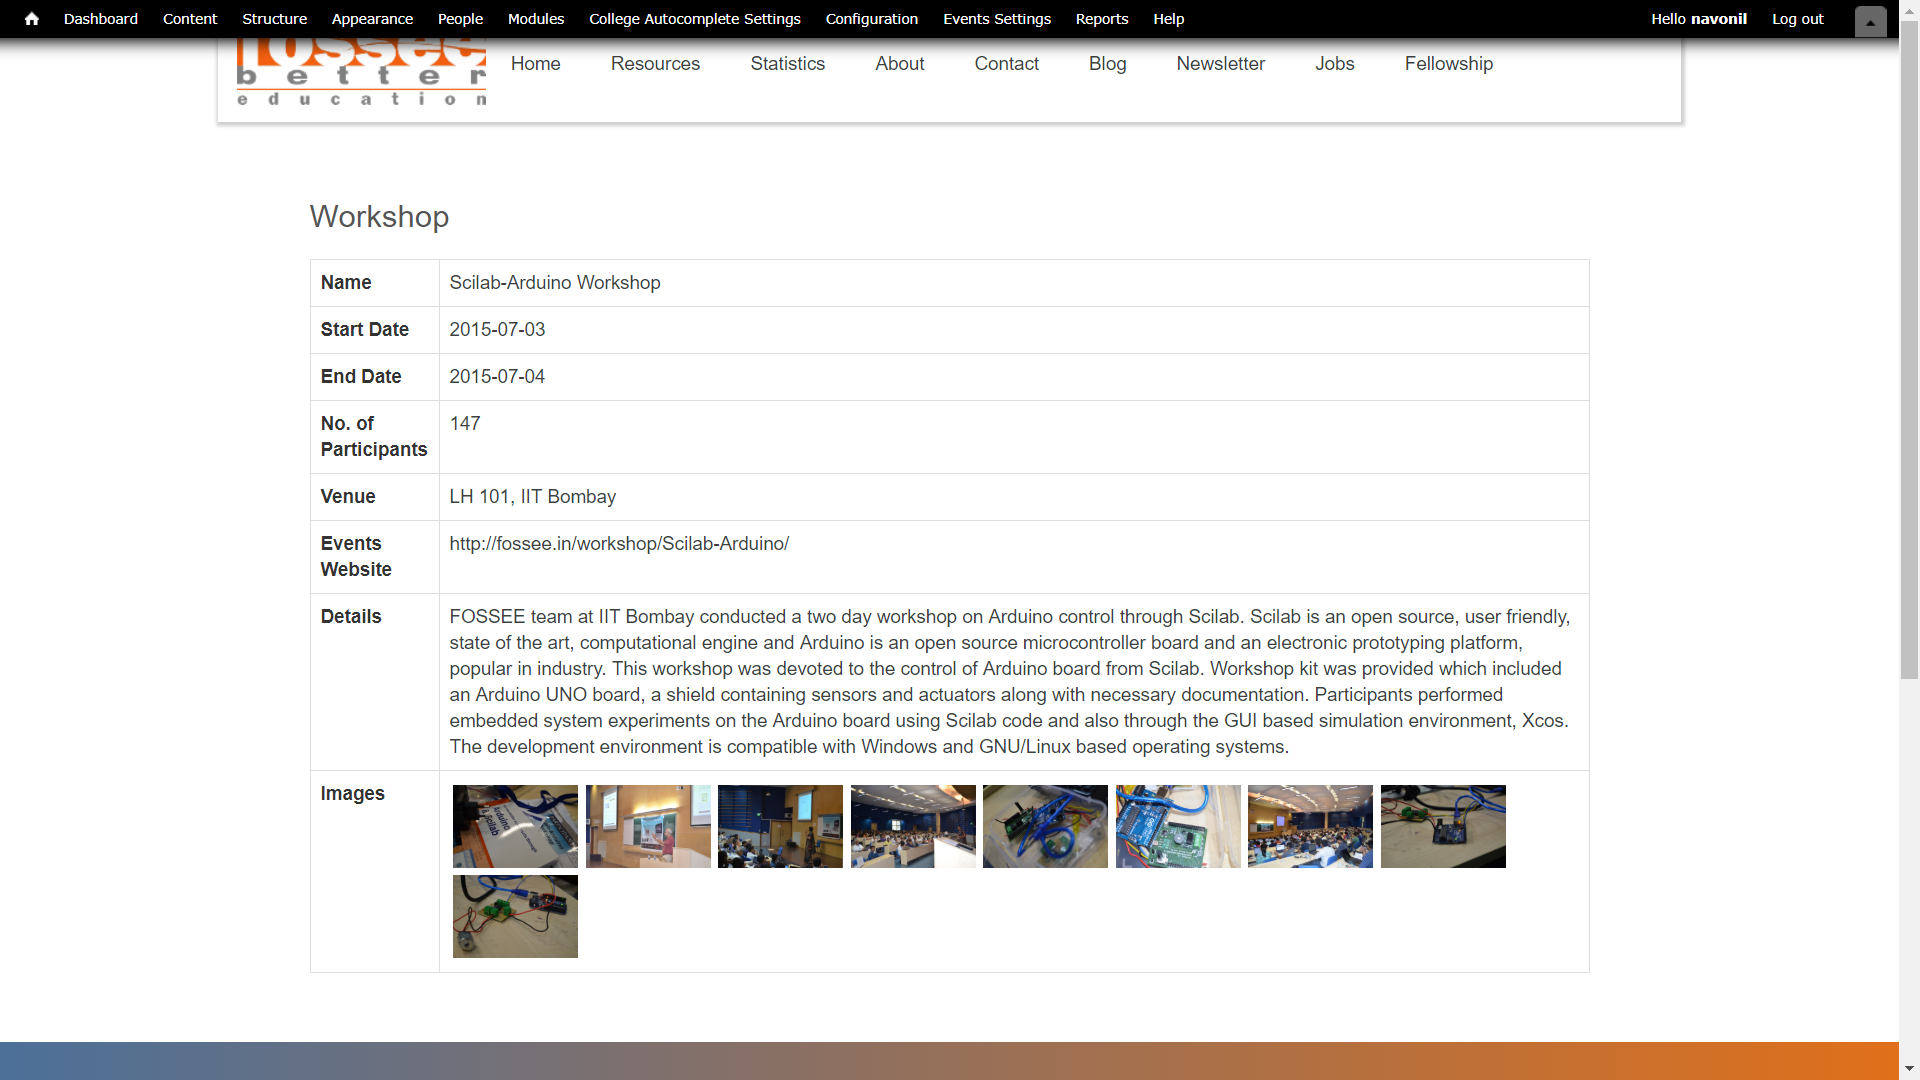 Dashboard Content Structure Appearance People Modules College Autocomplete Settings Configuration Events Settings Reports Help Hello navonil Log out
fossee
better
education
Home Resources Statistics About Contact Blog Newsletter Jobs Fellowship
Workshop
Name Scilab-Arduino Workshop
Start Date 2015-07-03
End Date 2015-07-04
No. of 147
Participants
Venue LH 101, IIT Bombay
Events http://fossee.in/workshop/Scilab-Arduino/
Website
Details FOSSEE team at IIT Bombay conducted a two day workshop on Arduino control through Scilab. Scilab is an open source, user friendly,
state of the art, computational engine and Arduino is an open source microcontroller board and an electronic prototyping platform,
popular in industry. This workshop was devoted to the control of Arduino board from Scilab. Workshop kit was provided which included
an Arduino UNO board, a shield containing sensors and actuators along with necessary documentation. Participants performed
embedded system experiments on the Arduino board using Scilab code and also through the GUI based simulation environment, Xcos.
The development environment is compatible with Windows and GNU/Linux based operating systems.
Images
Arduino
Scilab